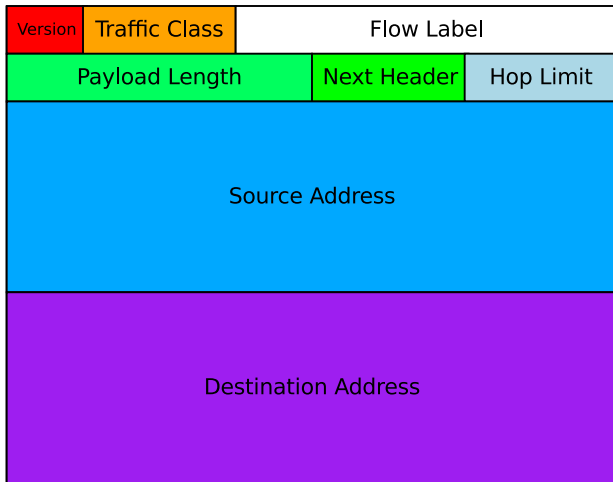 Version Traffic Class Flow Label
Payload Length Next Header Hop Limit
Source Address
Destination Address